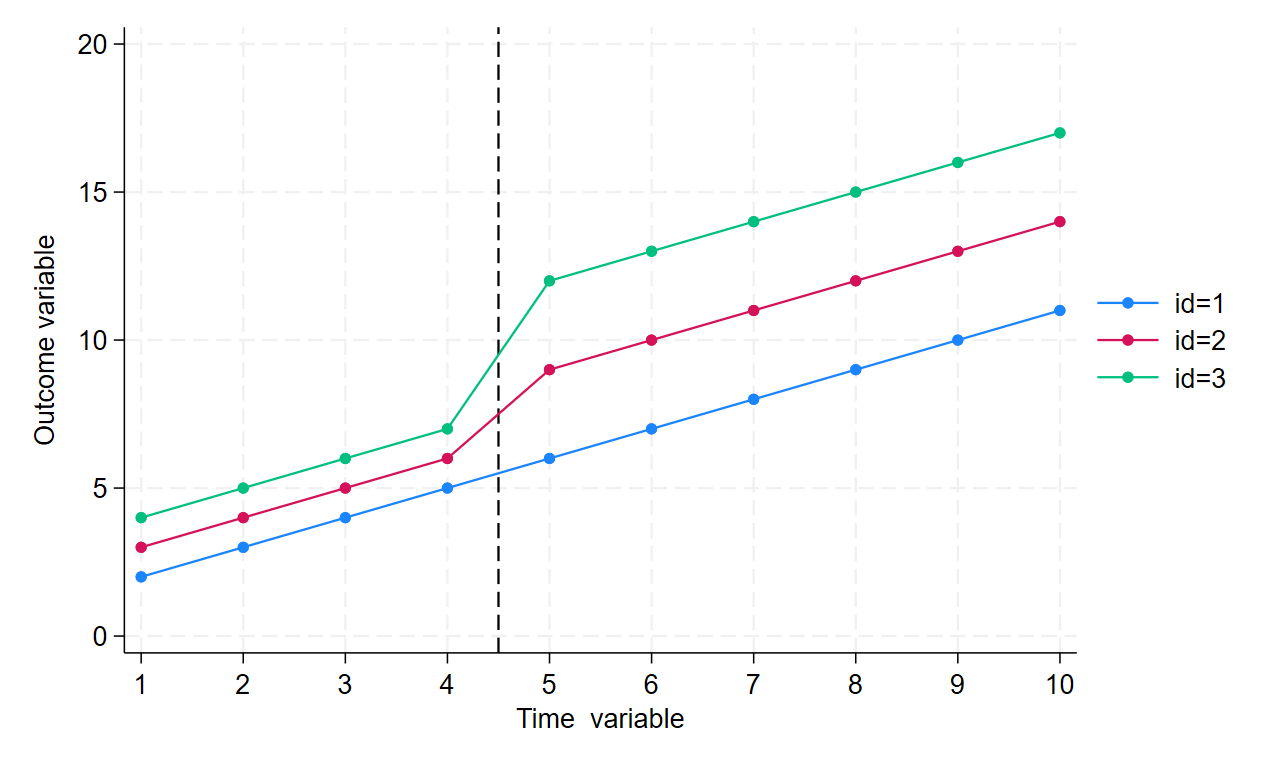 20
15
10
5
0
Outcome variable
1 2 3 4 5 6 7 8 9 10
Time  variable
id=1
id=2
id=3